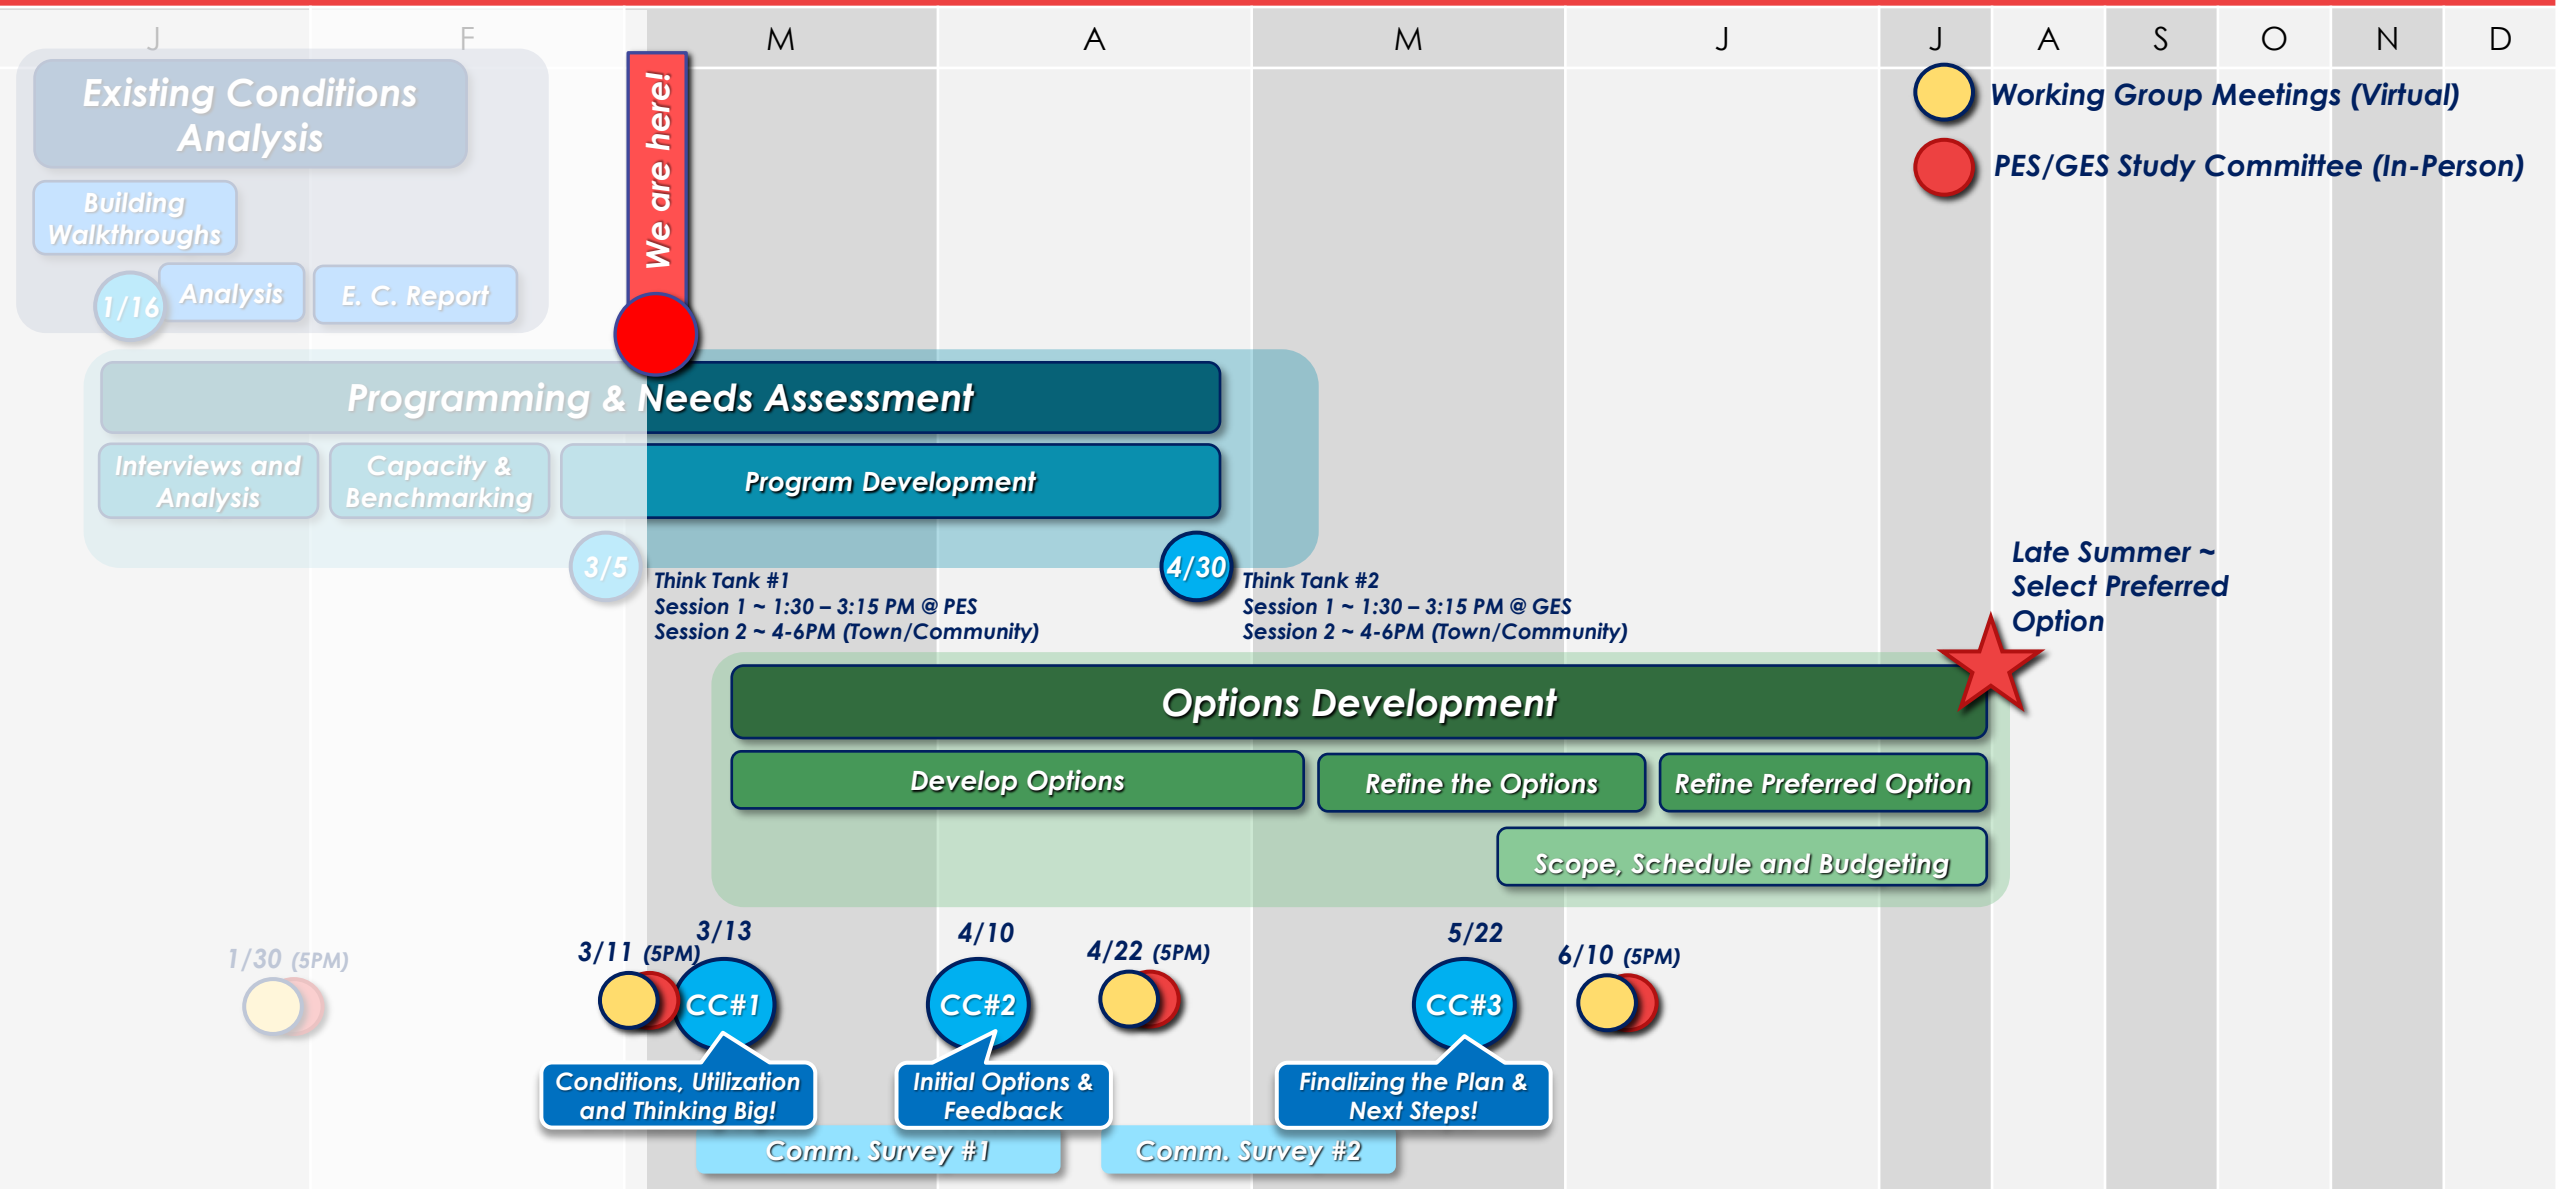 J F M A M J J A S O N D
Existing Conditions
Analysis
Building
Walkthroughs
1/16
Analysis
E. C. Report
We are here!
Working Group Meetings (Virtual)
PES/GES Study Committee (In-Person)
Programming & Needs Assessment
Interviews and
Analysis
Capacity &
Benchmarking
Program Development
3/5
Think Tank #1
Session 1 ~ 1:30 – 3:15 PM @ PES
Session 2 ~ 4-6PM (Town/Community)
4/30
Think Tank #2
Session 1 ~ 1:30 – 3:15 PM @ GES
Session 2 ~ 4-6PM (Town/Community)
Late Summer ~
Select Preferred
Option
Options Development
Develop Options
Refine the Options
Refine Preferred Option
Scope, Schedule and Budgeting
1/30 (5PM)
3/11 (5PM)
3/13
CC#1
4/10
CC#2
4/22 (5PM)
5/22
CC#3
6/10 (5PM)
Conditions, Utilization
and Thinking Big!
Initial Options &
Feedback
Finalizing the Plan &
Next Steps!
Comm. Survey #1
Comm. Survey #2